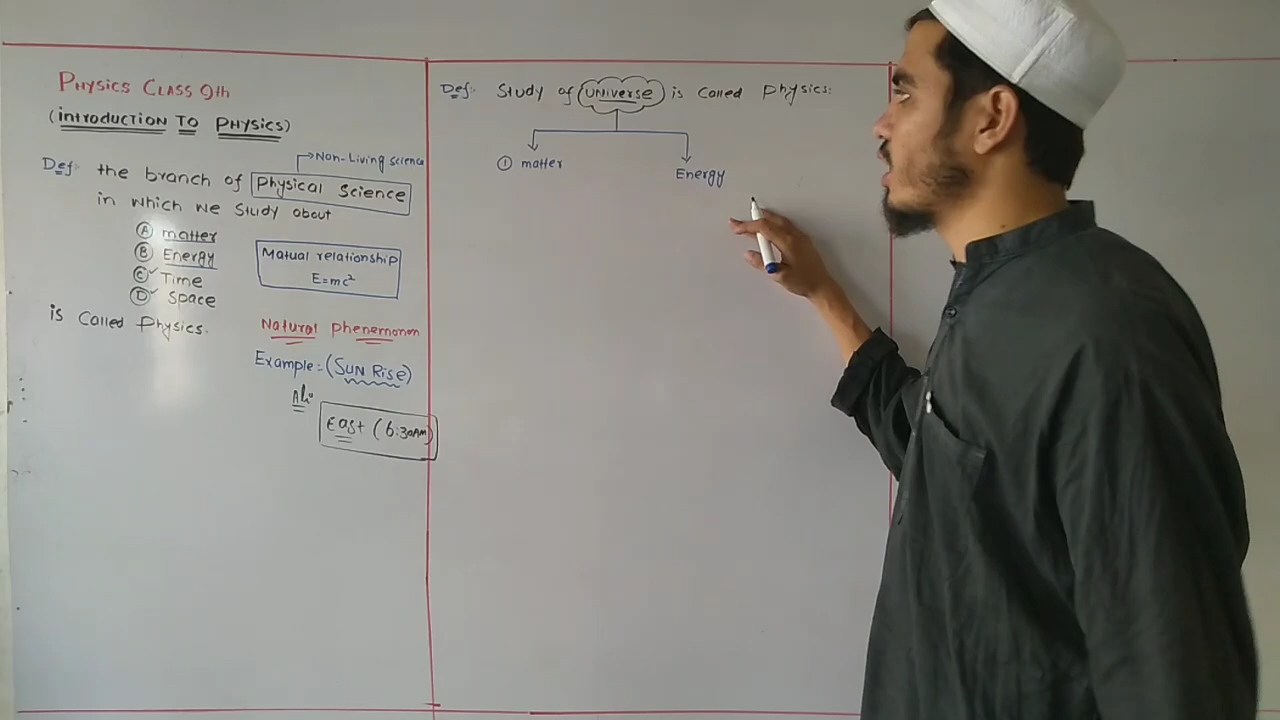 PHYSICS CLASS 9th
(INTRODUCTION TO PHYSICS)
Non-Living science
Def: the branch of Physical Science
in which we study about
(A) matter
(B) Energy
(C) Time
(D) Space
is Called Physics.
Matual relationship
E=mc²
Natural phenemonon
Example:- (SUN Rise)
East (6:30AM)
Def:- Study of UNIVERSE is Called Physics:
① matter
Energy